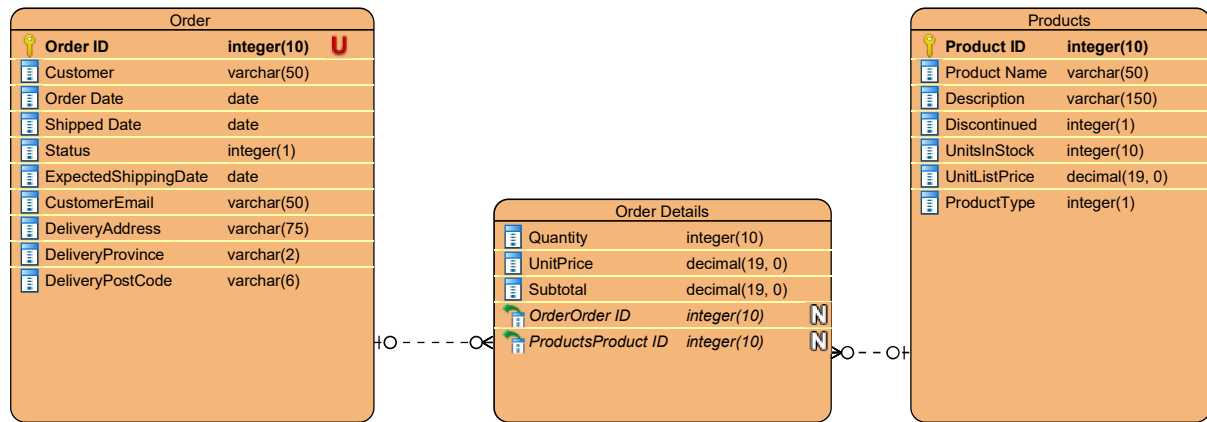 Order
Order ID integer(10) U
Customer varchar(50)
Order Date date
Shipped Date date
Status integer(1)
ExpectedShippingDate date
CustomerEmail varchar(50)
DeliveryAddress varchar(75)
DeliveryProvince varchar(2)
DeliveryPostCode varchar(6)
Order Details
Quantity integer(10)
UnitPrice decimal(19, 0)
Subtotal decimal(19, 0)
OrderOrder ID integer(10) N
ProductsProduct ID integer(10) N
Products
Product ID integer(10)
Product Name varchar(50)
Description varchar(150)
Discontinued integer(1)
UnitsInStock integer(10)
UnitListPrice decimal(19, 0)
ProductType integer(1)